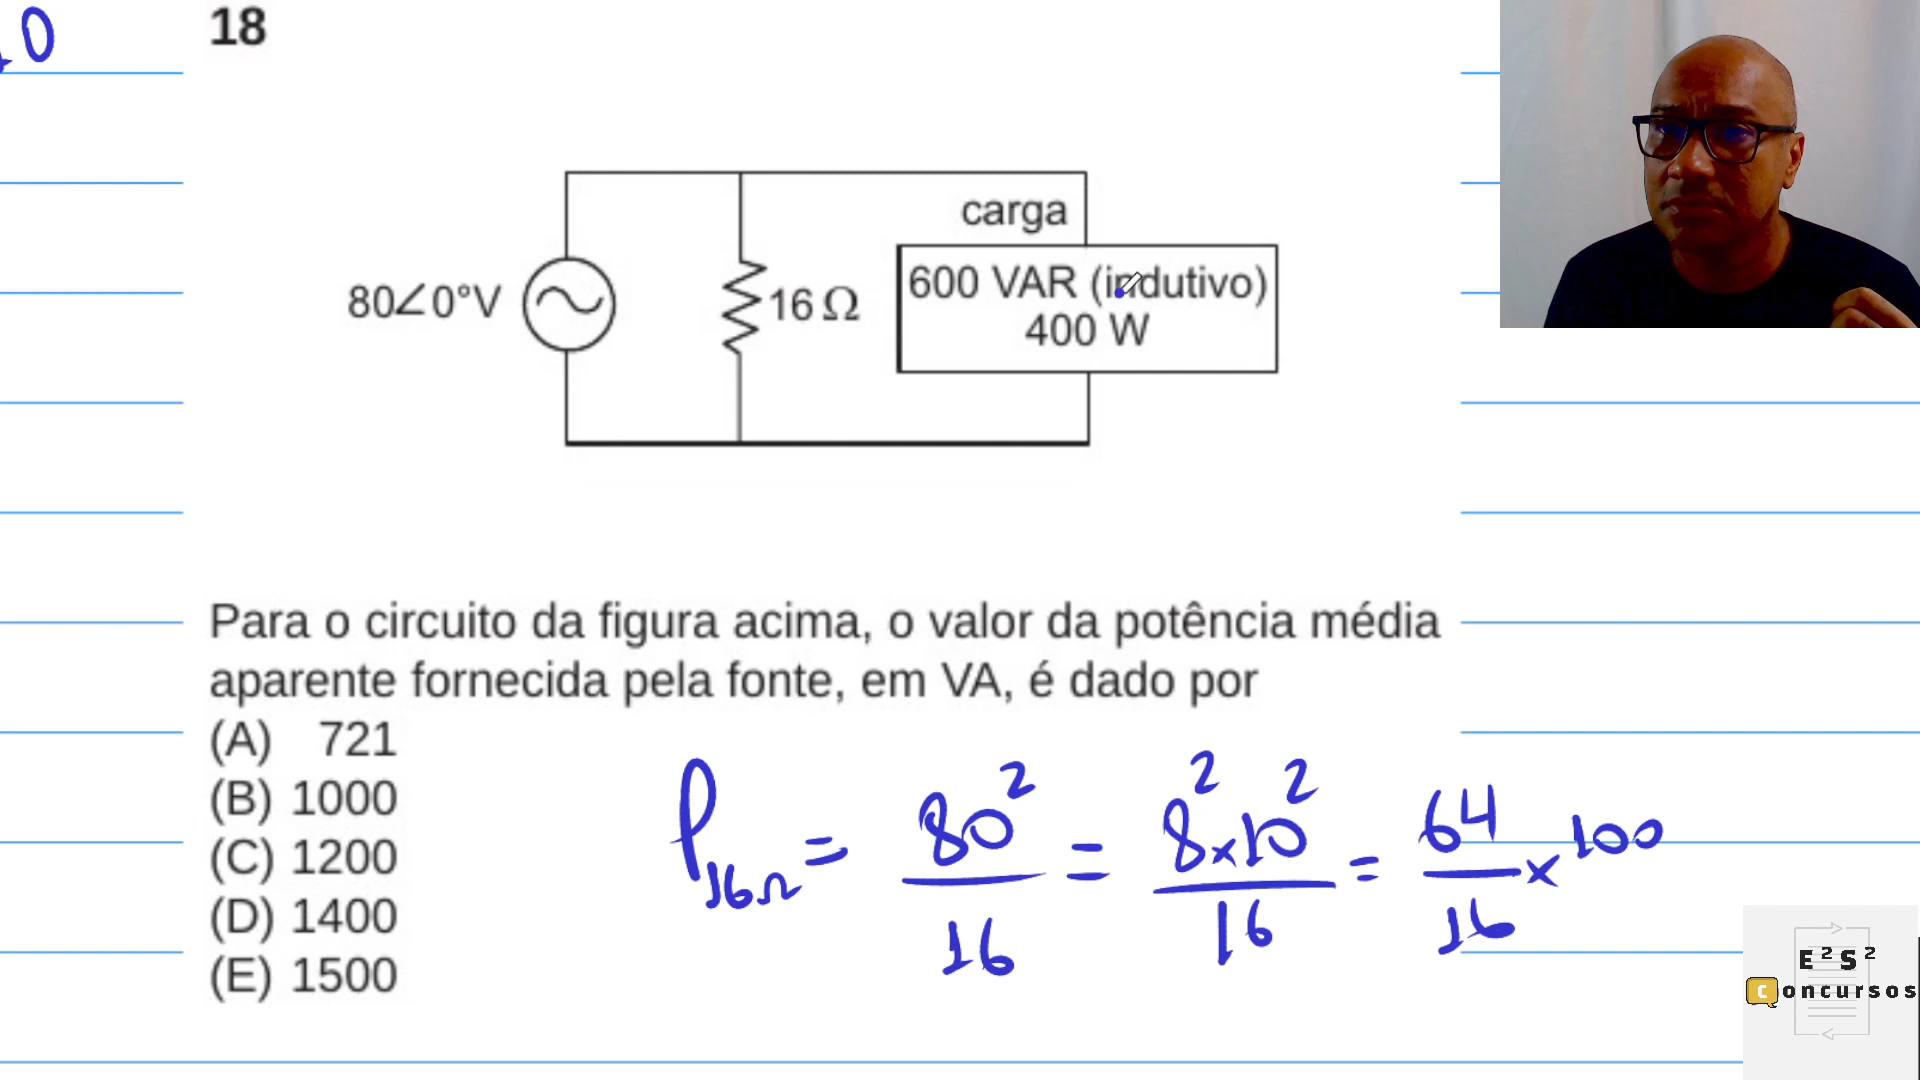 10
18
carga
80∠0°V
16 Ω
600 VAR (indutivo)
400 W
Para o circuito da figura acima, o valor da potência média
aparente fornecida pela fonte, em VA, é dado por
(A) 721
(B) 1000
(C) 1200
(D) 1400
(E) 1500
P₁₆Ω = 80²/16 = 8²×10²/16 = 64/16 × 100
E²S²
Concursos